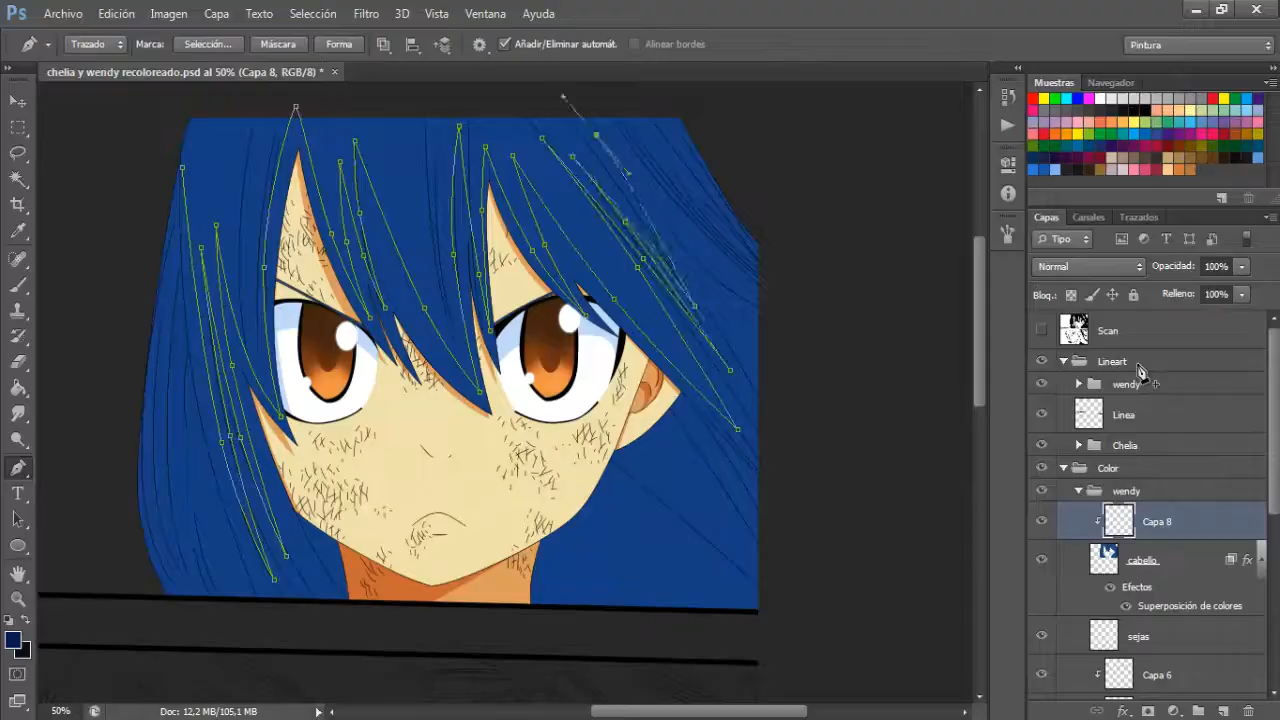 Ps Archivo Edición Imagen Capa Texto Selección Filtro 3D Vista Ventana Ayuda
Trazado Marca: Selección... Máscara Forma Añadir/Eliminar automát. Alinear bordes Pintura
chelia y wendy recoloreado.psd al 50% (Capa 8, RGB/8) * ×
Muestras Navegador
Capas Canales Trazados
Tipo
Normal Opacidad: 100%
Bloq.: Relleno: 100%
Scan
Lineart
wendy
Linea
Chelia
Color
wendy
Capa 8
cabello fx
Efectos
Superposición de colores
sejas
Capa 6
50% Doc: 12,2 MB/105,1 MB
fx